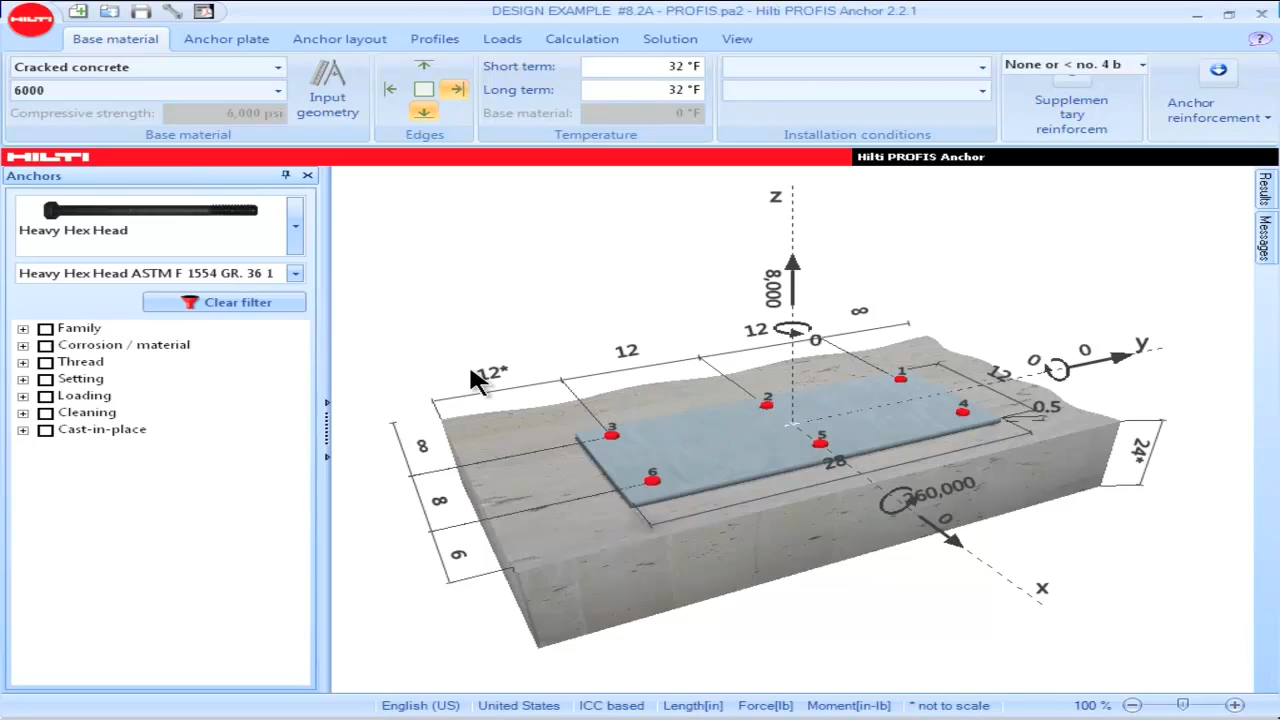 DESIGN EXAMPLE #8.2A - PROFIS.pa2 - Hilti PROFIS Anchor 2.2.1
HILTI
Base material Anchor plate Anchor layout Profiles Loads Calculation Solution View
?
Cracked concrete
6000
Compressive strength: 6,000 psi
Base material
Input
geometry
Edges
Short term: 32 °F
Long term: 32 °F
Base material: 0 °F
Temperature
Installation conditions
None or < no. 4 b
Supplemen
tary
reinforcem
Anchor
reinforcement
HILTI
Hilti PROFIS Anchor
Anchors
Heavy Hex Head
Heavy Hex Head ASTM F 1554 GR. 36 1
Clear filter
Family
Corrosion / material
Thread
Setting
Loading
Cleaning
Cast-in-place
Results
Messages
z
8,000
∞
12
0
12
12*
0
0
y
1
12
2
4
0.5
3
5
8
28
24*
6
8
260,000
0
6
x
English (US) United States ICC based Length[in] Force[lb] Moment[in-lb] * not to scale 100 %